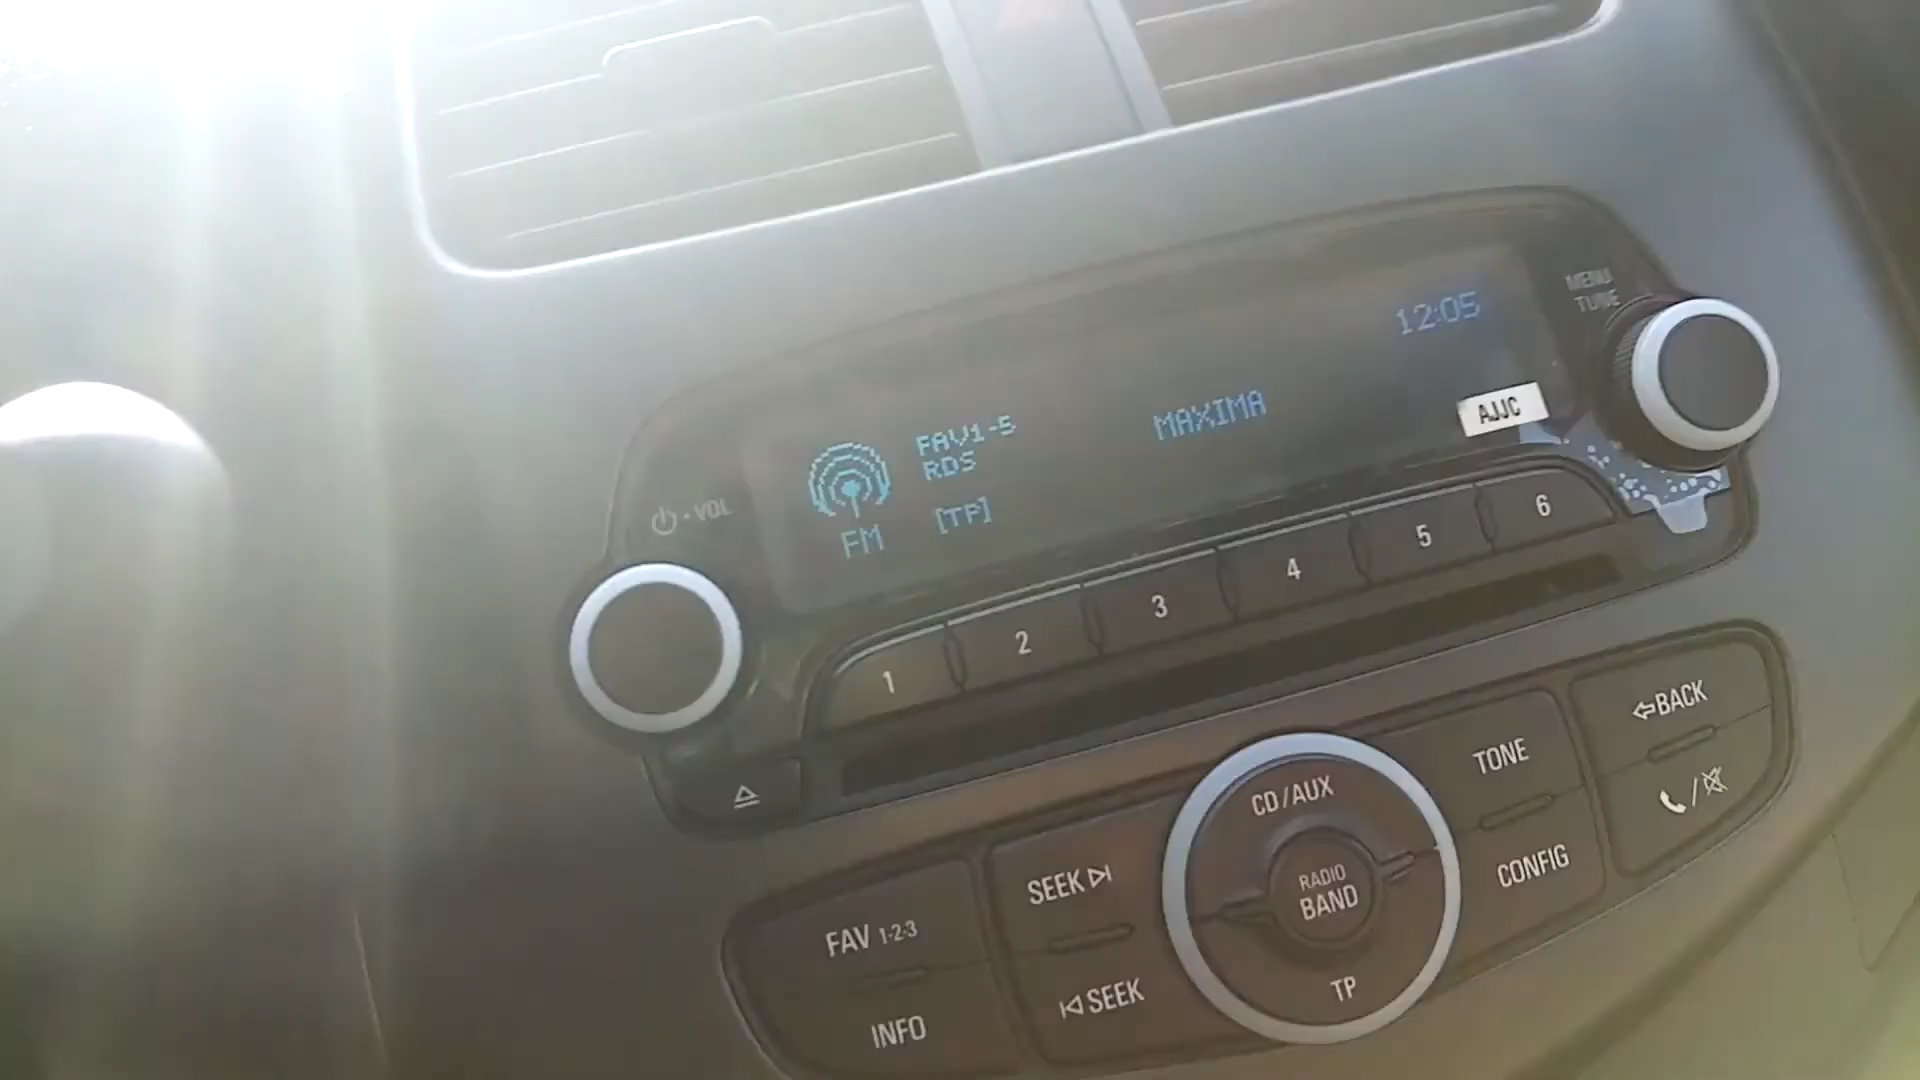 12:05
MENU
TUNE
FAV1-5
MAXIMA
AJJC
RDS
VOL
FM
[TP]
1 2 3 4 5 6
BACK
TONE
CD/AUX
CONFIG
SEEK
RADIO
BAND
FAV 1-2-3
SEEK
TP
INFO